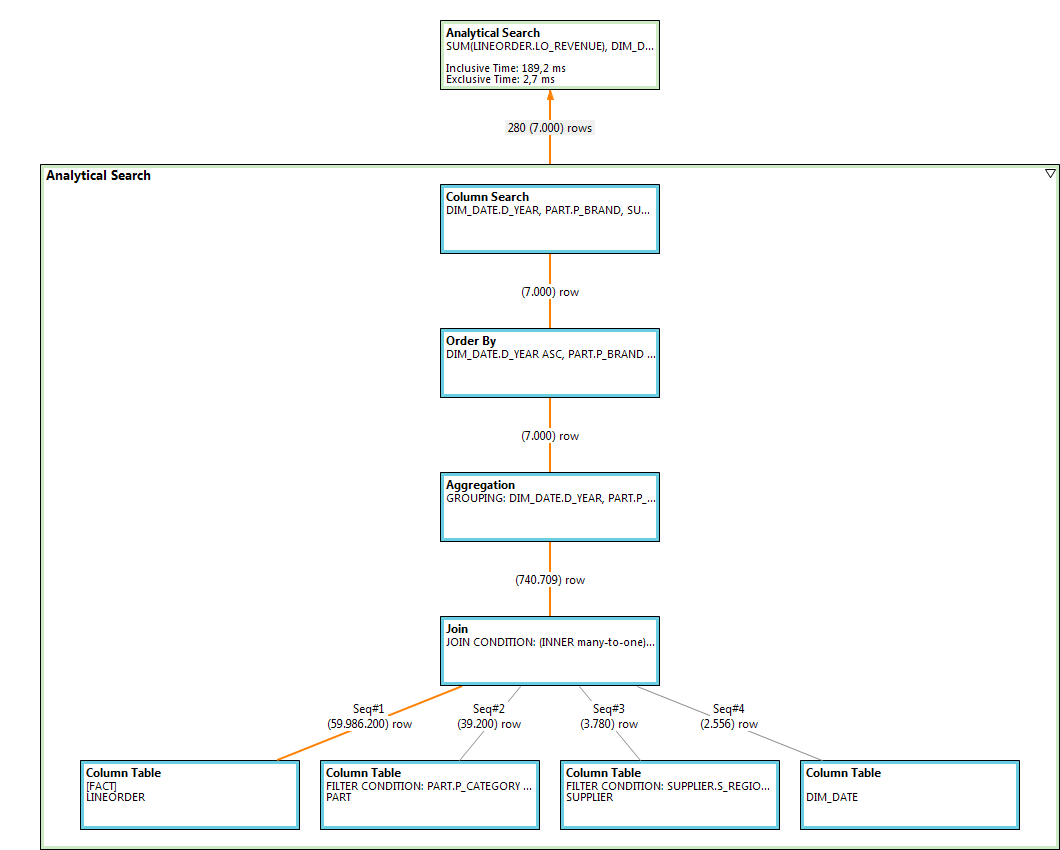 Analytical Search
SUM(LINEORDER.LO_REVENUE), DIM_D...
Inclusive Time: 189,2 ms
Exclusive Time: 2,7 ms
280 (7.000) rows
Analytical Search
Column Search
DIM_DATE.D_YEAR, PART.P_BRAND, SU...
(7.000) row
Order By
DIM_DATE.D_YEAR ASC, PART.P_BRAND ...
(7.000) row
Aggregation
GROUPING: DIM_DATE.D_YEAR, PART.P_...
(740.709) row
Join
JOIN CONDITION: (INNER many-to-one)...
Seq#1
(59.986.200) row
Seq#2
(39.200) row
Seq#3
(3.780) row
Seq#4
(2.556) row
Column Table
[FACT]
LINEORDER
Column Table
FILTER CONDITION: PART.P_CATEGORY ...
PART
Column Table
FILTER CONDITION: SUPPLIER.S_REGIO...
SUPPLIER
Column Table
DIM_DATE